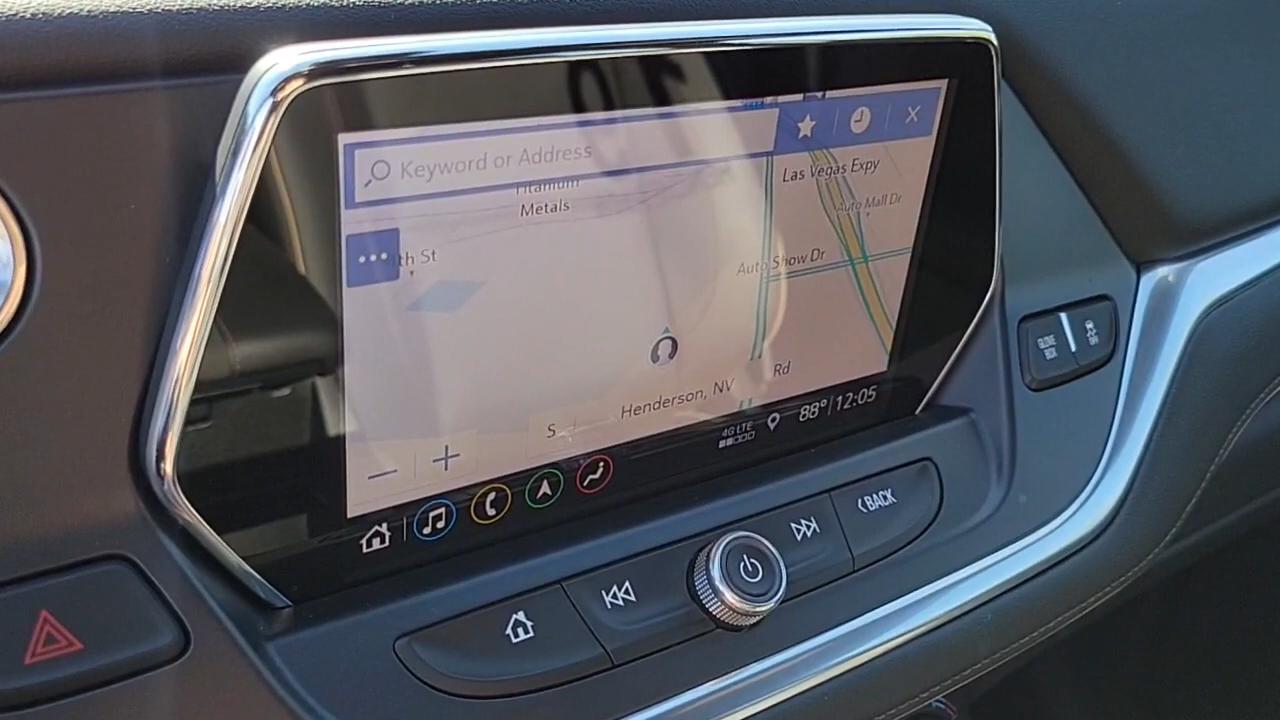 Keyword or Address
Las Vegas Expy
Titanium
Metals
Auto Mall Dr
th St
Auto Show Dr
Rd
Henderson, NV
S
4G LTE
88° 12:05
GLOVE
BOX
OFF
BACK